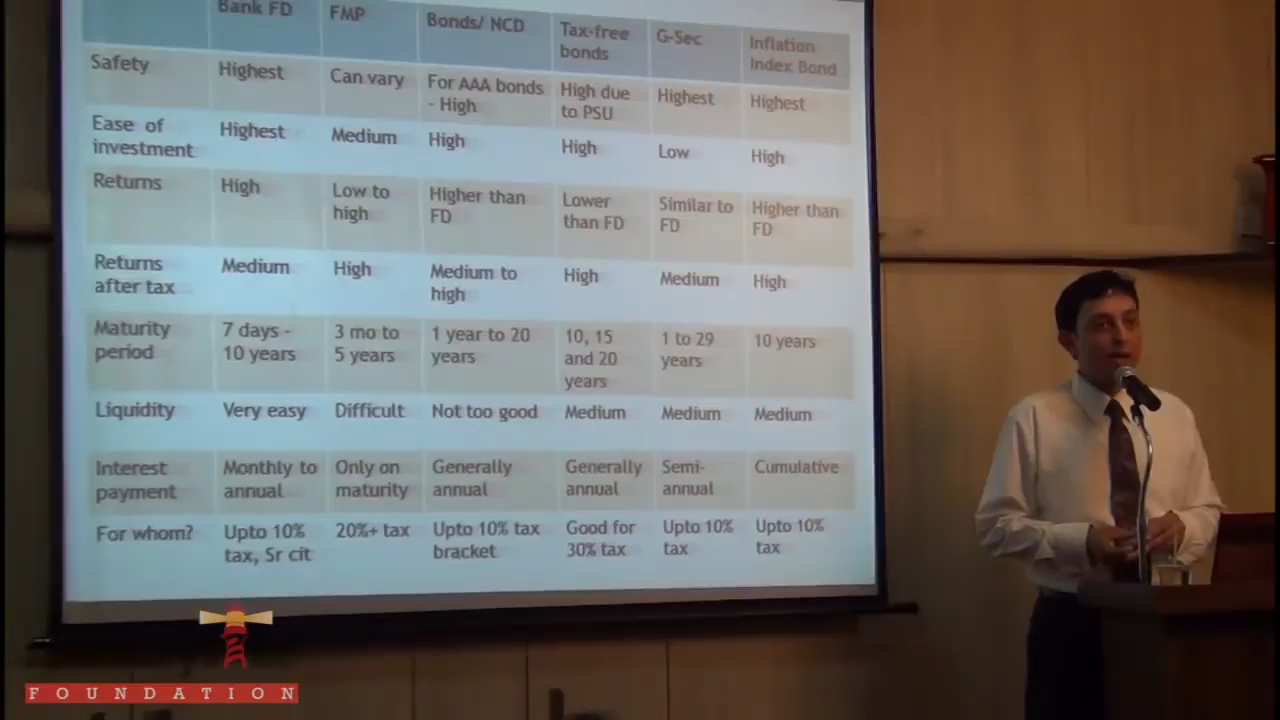 Bank FD FMP Bonds/ NCD Tax-free bonds G-Sec Inflation Index Bond
Safety Highest Can vary For AAA bonds - High High due to PSU Highest Highest
Ease of investment Highest Medium High High Low High
Returns High Low to high Higher than FD Lower than FD Similar to FD Higher than FD
Returns after tax Medium High Medium to high High Medium High
Maturity period 7 days - 10 years 3 mo to 5 years 1 year to 20 years 10, 15 and 20 years 1 to 29 years 10 years
Liquidity Very easy Difficult Not too good Medium Medium Medium
Interest payment Monthly to annual Only on maturity Generally annual Generally annual Semi-annual Cumulative
For whom? Upto 10% tax, Sr cit 20%+ tax Upto 10% tax bracket Good for 30% tax Upto 10% tax Upto 10% tax
FOUNDATION